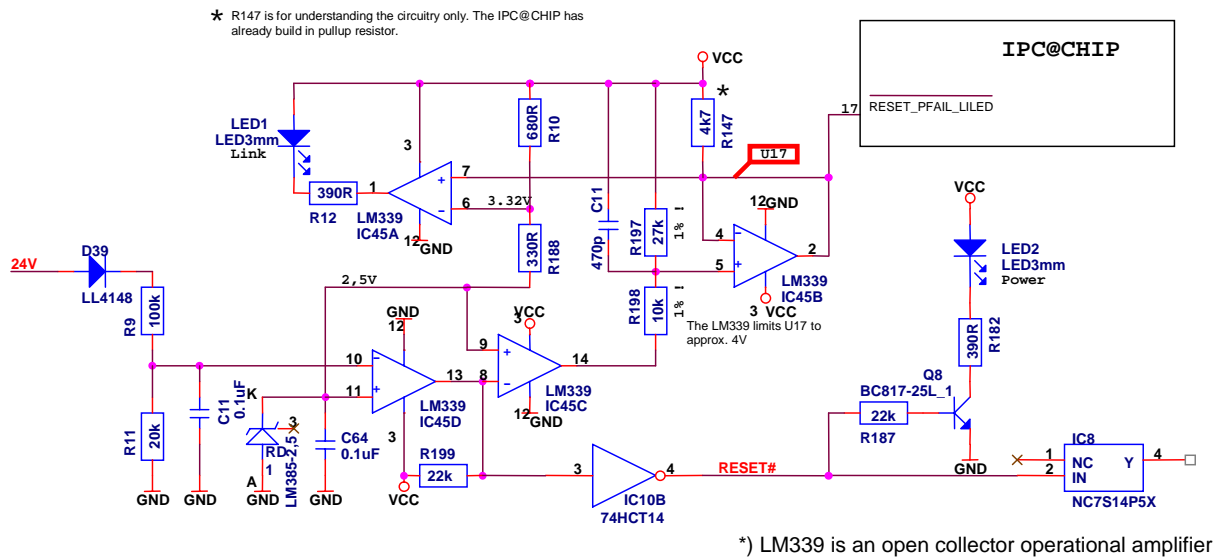 * R147 is for understanding the circuitry only. The IPC@CHIP has
already build in pullup resistor.
VCC
IPC@CHIP
*
17
RESET_PFAIL_LILED
LED1
LED3mm
Link
680R
R10
4k7
R147
U17
3
7
1
390R
R12
LM339
IC45A
6
3.32V
12
GND
330R
R188
C11
470p
R197
27k
1% !
12
GND
4
2
5
LM339
IC45B
3
VCC
VCC
LED2
LED3mm
Power
D39
24V
LL4148
R9
100k
2,5V
R198
10k
1% !
The LM339 limits U17 to
approx. 4V
GND
12
3
VCC
9
14
8
LM339
IC45C
12
GND
390R
R182
10
13
11
LM339
IC45D
3
VCC
R11
20k
C11
0.1uF
K
3
RD
1
LM385-2,5
A
C64
0.1uF
R199
22k
Q8
BC817-25L_1
22k
R187
GND
GND
GND
GND
GND
3
4
IC10B
74HCT14
RESET#
IC8
1
NC
Y
4
2
IN
NC7S14P5X
*) LM339 is an open collector operational amplifier